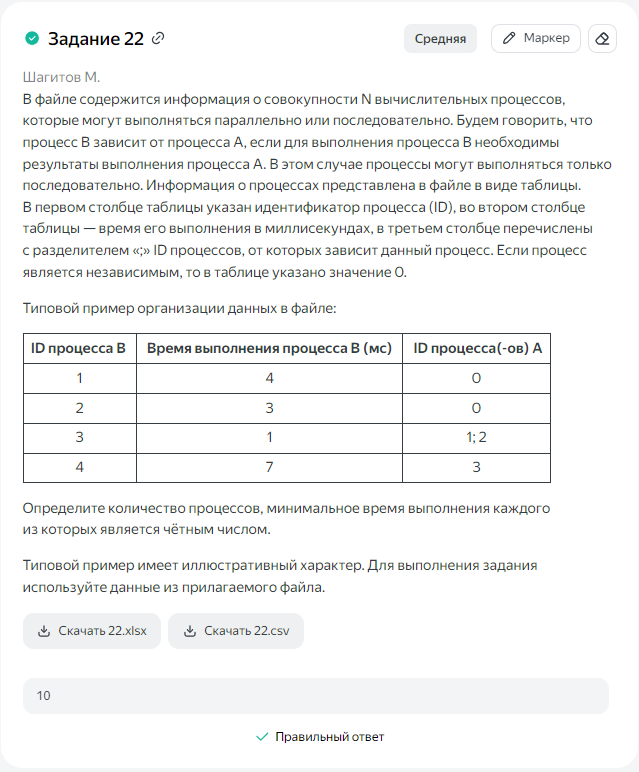 Задание 22
Средняя
Маркер
Шагитов М.
В файле содержится информация о совокупности N вычислительных процессов,
которые могут выполняться параллельно или последовательно. Будем говорить, что
процесс B зависит от процесса A, если для выполнения процесса B необходимы
результаты выполнения процесса A. В этом случае процессы могут выполняться только
последовательно. Информация о процессах представлена в файле в виде таблицы.
В первом столбце таблицы указан идентификатор процесса (ID), во втором столбце
таблицы — время его выполнения в миллисекундах, в третьем столбце перечислены
с разделителем «;» ID процессов, от которых зависит данный процесс. Если процесс
является независимым, то в таблице указано значение 0.
Типовой пример организации данных в файле:
ID процесса B Время выполнения процесса B (мс) ID процесса(-ов) A
1 4 0
2 3 0
3 1 1; 2
4 7 3
Определите количество процессов, минимальное время выполнения каждого
из которых является чётным числом.
Типовой пример имеет иллюстративный характер. Для выполнения задания
используйте данные из прилагаемого файла.
Скачать 22.xlsx
Скачать 22.csv
10
Правильный ответ